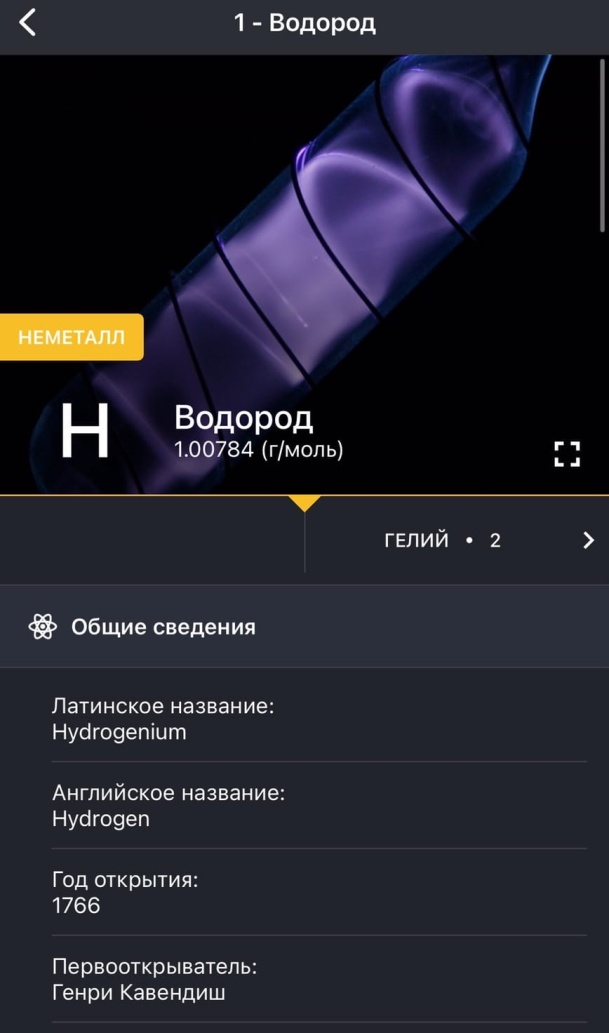 1 - Водород
НЕМЕТАЛЛ
H
Водород
1.00784 (г/моль)
ГЕЛИЙ • 2
Общие сведения
Латинское название:
Hydrogenium
Английское название:
Hydrogen
Год открытия:
1766
Первооткрыватель:
Генри Кавендиш